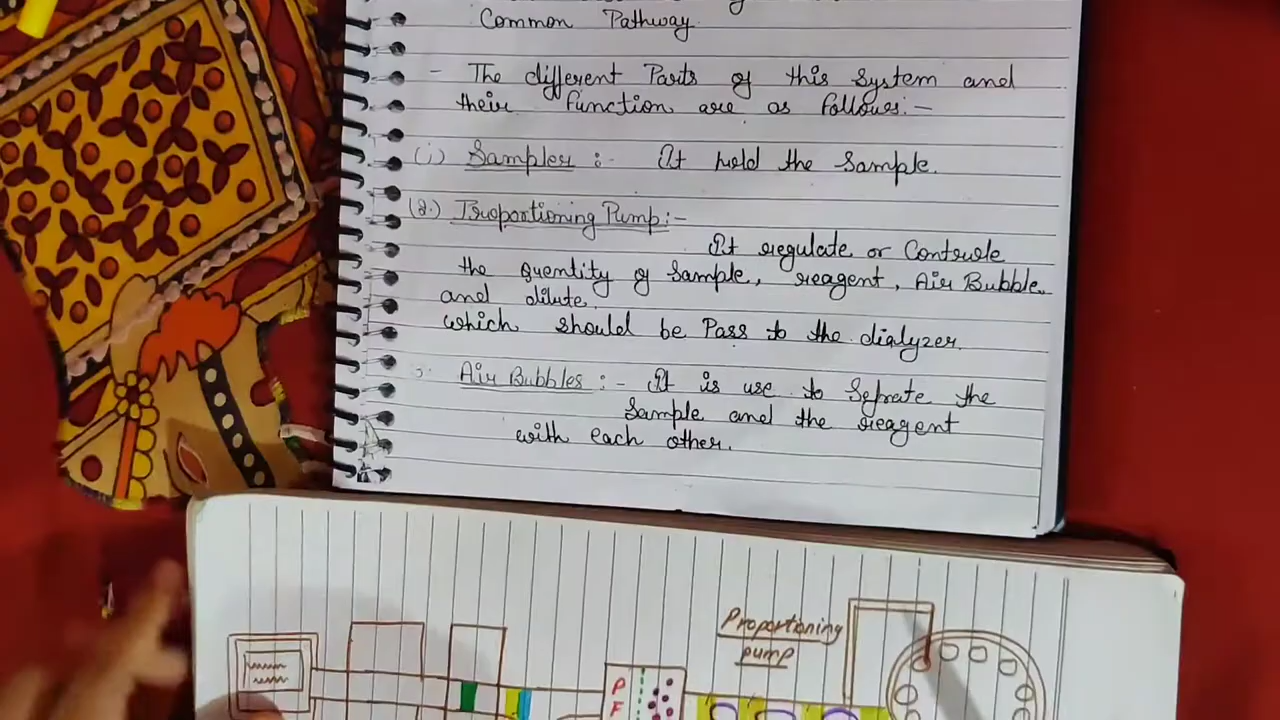 Common Pathway
- The different Parts of this System and
their function are as follows:-
(1) Sampler :- It hold the Sample.
(2.) Proportioning Pump:-
It regulate or Controle
the quentity of Sample, reagent, Air Bubble
and dilute
which should be Pass to the dialyzer.
3. Air Bubbles :- It is use to Seprete the
Sample and the reagent
with each other.
Proportioning
pump
P
F